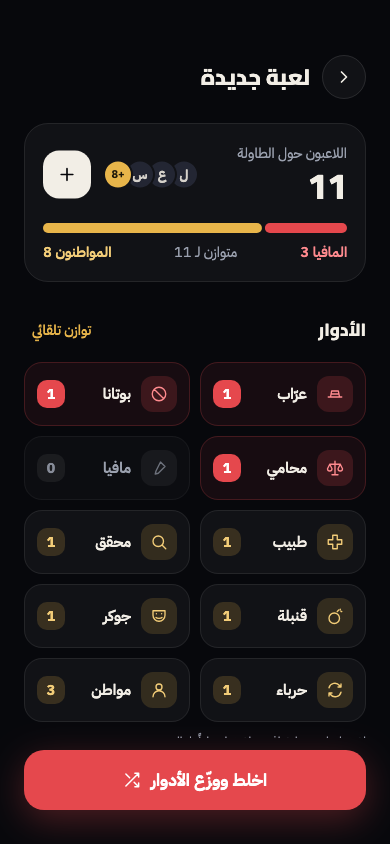 لعبة جديدة
اللاعبون حول الطاولة
11
ل ع س +8
المافيا 3 متوازن لـ 11 المواطنون 8
الأدوار توازن تلقائي
عرّاب 1 بوتانا 1
محامي 1 مافيا 0
طبيب 1 محقق 1
قنبلة 1 جوكر 1
حرباء 1 مواطن 3
اخلط ووزّع الأدوار